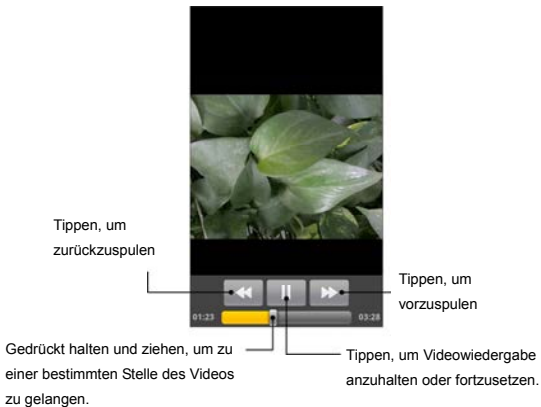 Tippen, um
zurückzuspulen
Tippen, um
vorzuspulen
01:23
03:28
Gedrückt halten und ziehen, um zu
einer bestimmten Stelle des Videos
zu gelangen.
Tippen, um Videowiedergabe
anzuhalten oder fortzusetzen.